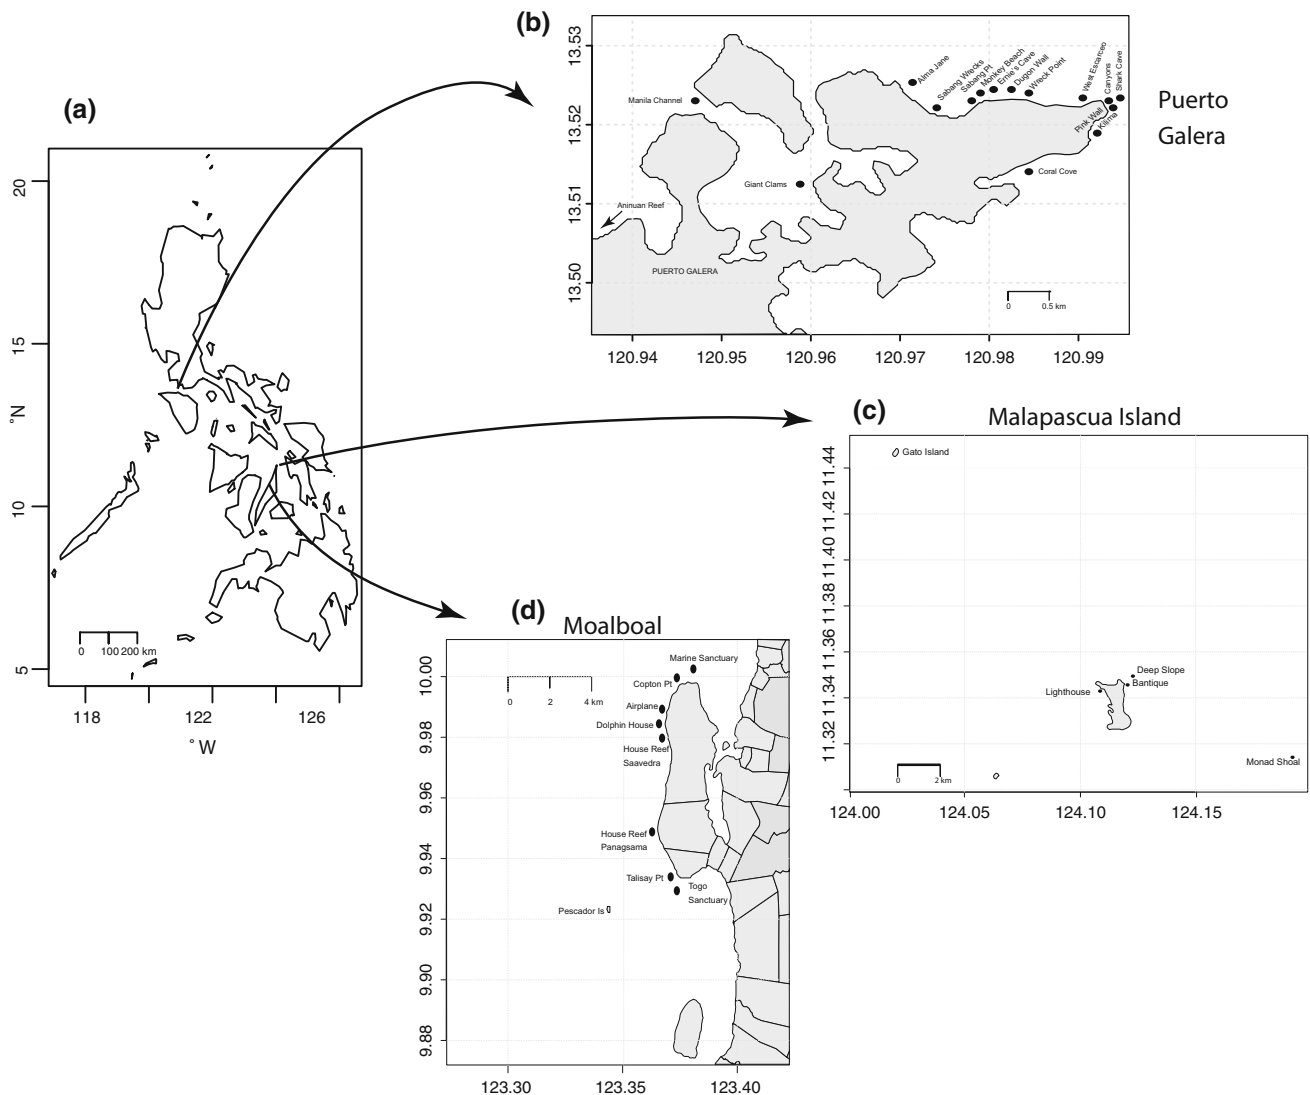 (a)
20
15
10
5
°N
118
122
126
° W
0
100
200 km
(b)
Puerto
Galera
13.53
13.52
13.51
13.50
120.94
120.95
120.96
120.97
120.98
120.99
Manila Channel
Alma Jane
Sabang Wrecks
Sabang Pt
Monkey Beach
Ernie's Cave
Dugon Wall
Wreck Point
West Escarceo
Canyons
Shark Cave
Pink Wall
Kilima
Coral Cove
Giant Clams
Aninuan Reef
PUERTO GALERA
0
0.5 km
(c)
Malapascua Island
11.44
11.42
11.40
11.38
11.36
11.34
11.32
124.00
124.05
124.10
124.15
Gato Island
Deep Slope
Bantique
Lighthouse
Monad Shoal
0
2 km
(d)
Moalboal
10.00
9.98
9.96
9.94
9.92
9.90
9.88
123.30
123.35
123.40
0
2
4 km
Marine Sanctuary
Copton Pt
Airplane
Dolphin House
House Reef
Saavedra
House Reef
Panagsama
Talisay Pt
Togo
Sanctuary
Pescador Is